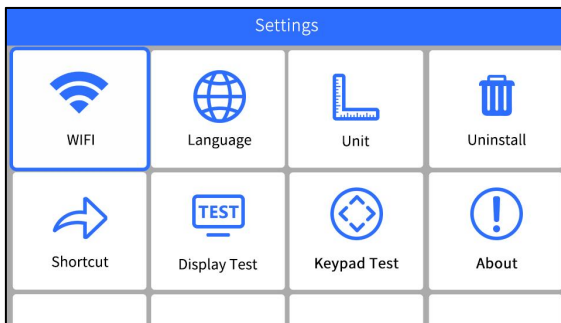 Settings
WIFI
Language
Unit
Uninstall
TEST
Shortcut
Display Test
Keypad Test
About